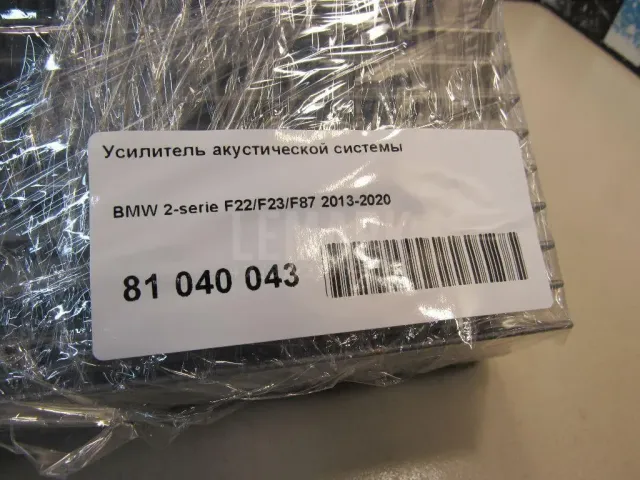 Усилитель акустической системы
BMW 2-serie F22/F23/F87 2013-2020
81 040 043